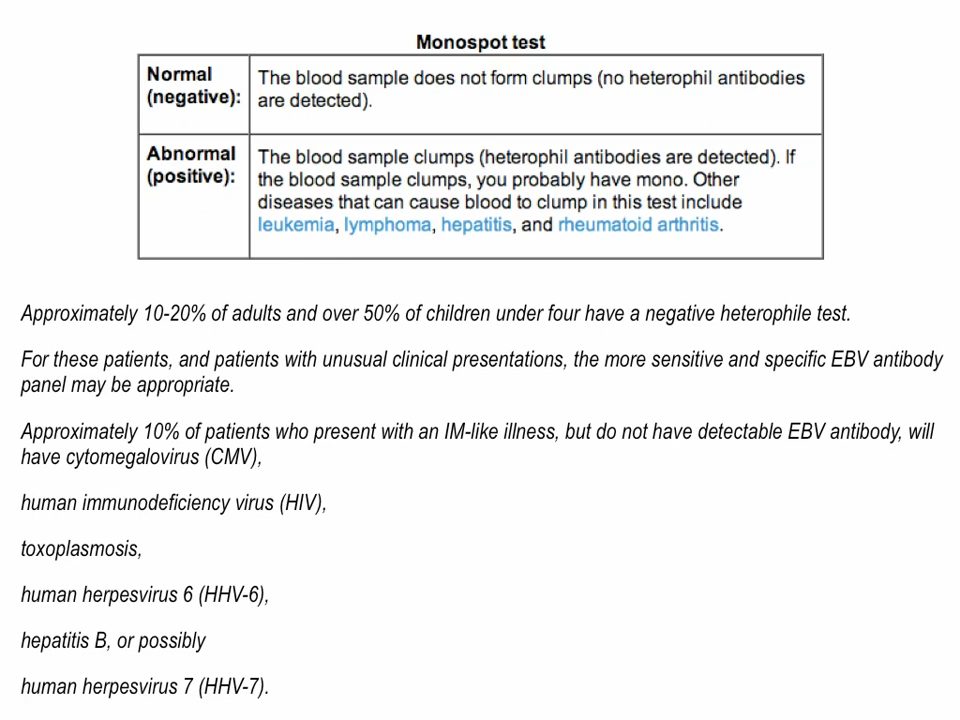 Monospot test
Normal
(negative):
The blood sample does not form clumps (no heterophil antibodies
are detected).
Abnormal
(positive):
The blood sample clumps (heterophil antibodies are detected). If
the blood sample clumps, you probably have mono. Other
diseases that can cause blood to clump in this test include
leukemia, lymphoma, hepatitis, and rheumatoid arthritis.
Approximately 10-20% of adults and over 50% of children under four have a negative heterophile test.
For these patients, and patients with unusual clinical presentations, the more sensitive and specific EBV antibody
panel may be appropriate.
Approximately 10% of patients who present with an IM-like illness, but do not have detectable EBV antibody, will
have cytomegalovirus (CMV),
human immunodeficiency virus (HIV),
toxoplasmosis,
human herpesvirus 6 (HHV-6),
hepatitis B, or possibly
human herpesvirus 7 (HHV-7).